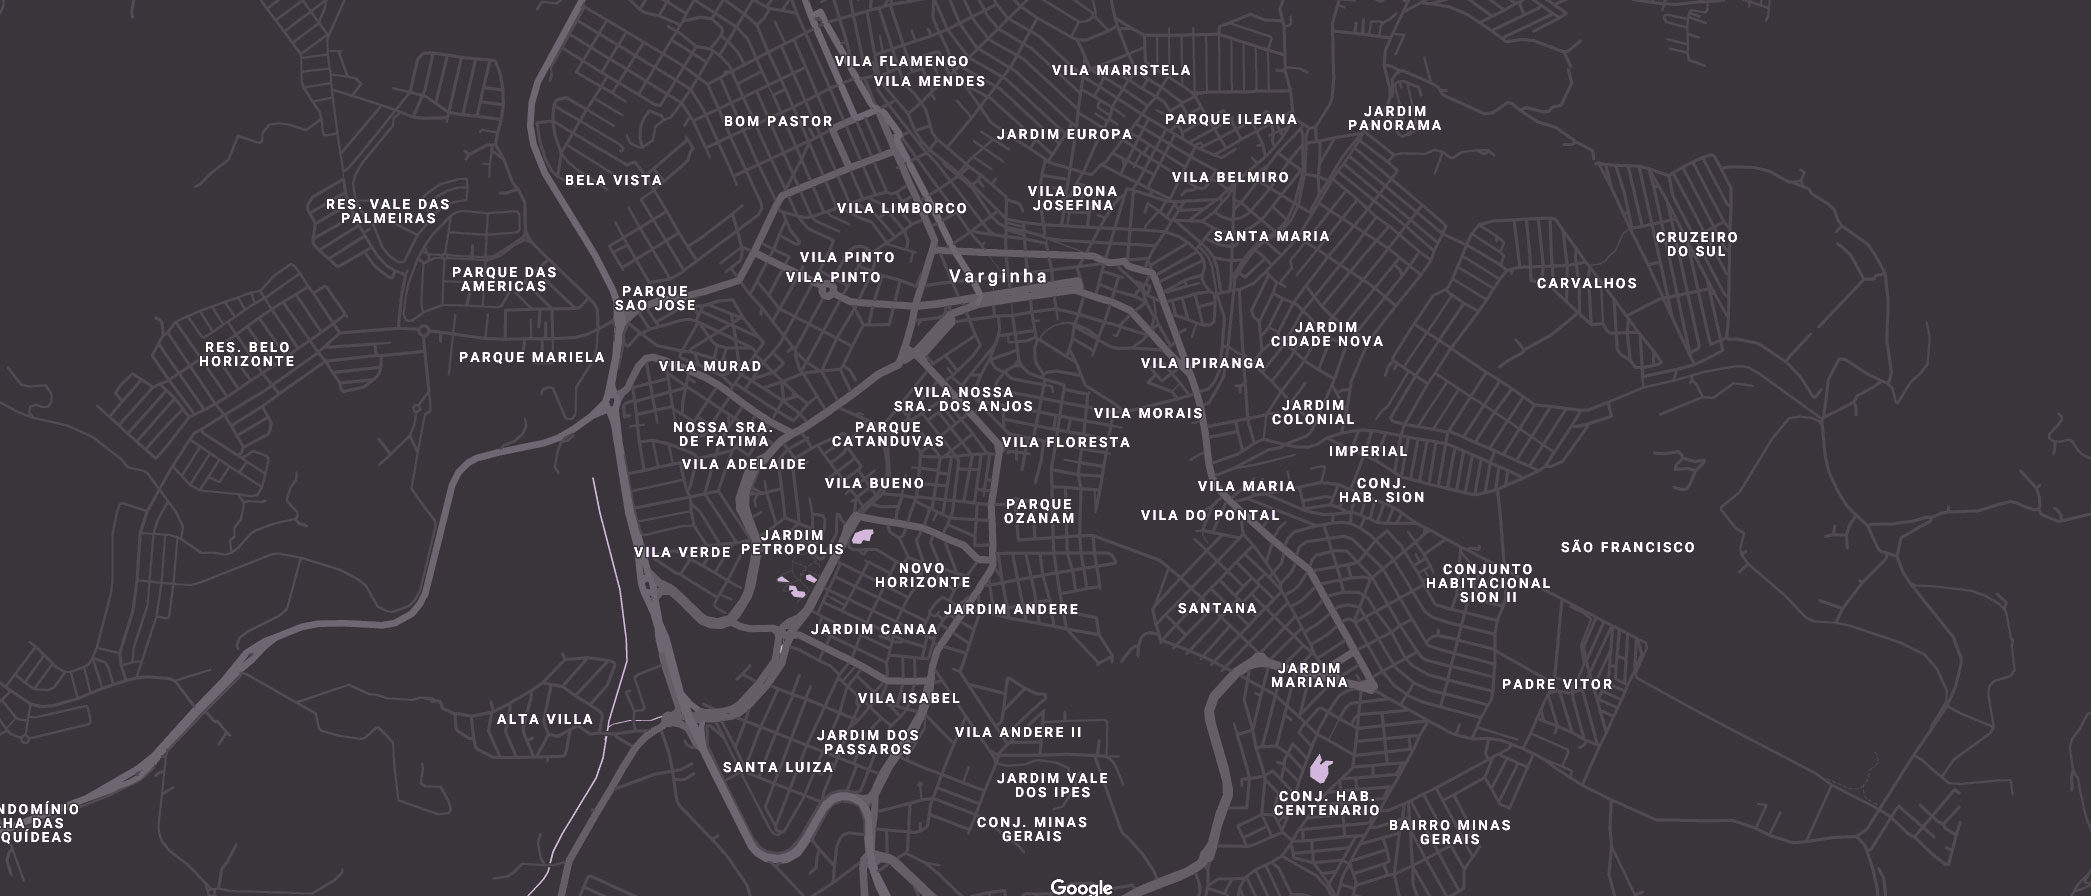 VILA FLAMENGO
VILA MENDES
VILA MARISTELA
BOM PASTOR
JARDIM EUROPA
PARQUE ILEANA
JARDIM
PANORAMA
BELA VISTA
VILA BELMIRO
RES. VALE DAS
PALMEIRAS
VILA LIMBORCO
VILA DONA
JOSEFINA
SANTA MARIA
CRUZEIRO
DO SUL
VILA PINTO
VILA PINTO
Varginha
PARQUE DAS
AMERICAS
CARVALHOS
PARQUE
SAO JOSE
JARDIM
CIDADE NOVA
RES. BELO
HORIZONTE
PARQUE MARIELA
VILA MURAD
VILA IPIRANGA
VILA NOSSA
SRA. DOS ANJOS
VILA MORAIS
JARDIM
COLONIAL
NOSSA SRA.
DE FATIMA
PARQUE
CATANDUVAS
VILA FLORESTA
IMPERIAL
VILA ADELAIDE
VILA BUENO
VILA MARIA
CONJ.
HAB. SION
PARQUE
OZANAM
VILA DO PONTAL
JARDIM
PETROPOLIS
VILA VERDE
SÃO FRANCISCO
NOVO
HORIZONTE
CONJUNTO
HABITACIONAL
SION II
JARDIM ANDERE
SANTANA
JARDIM CANAA
JARDIM
MARIANA
PADRE VITOR
VILA ISABEL
ALTA VILLA
JARDIM DOS
PASSAROS
VILA ANDERE II
SANTA LUIZA
JARDIM VALE
DOS IPES
CONJ. HAB.
CENTENARIO
NDOMÍNIO
HA DAS
QUÍDEAS
CONJ. MINAS
GERAIS
BAIRRO MINAS
GERAIS
Google